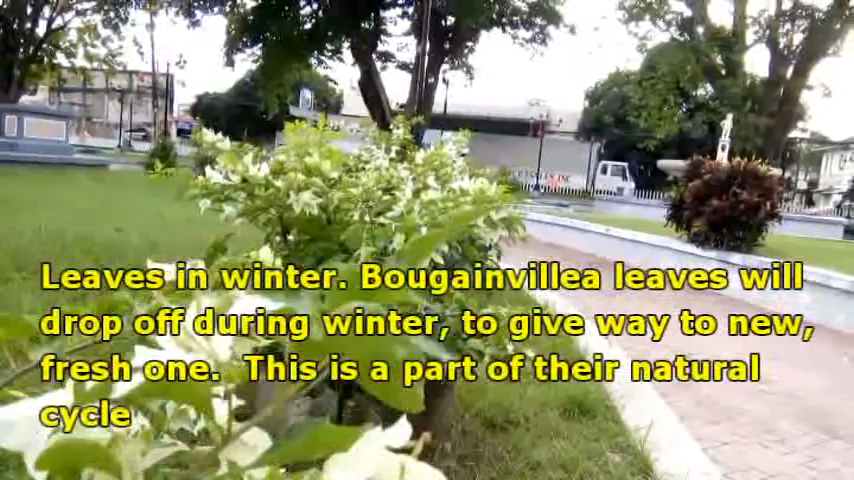 Leaves in winter. Bougainvillea leaves will
drop off during winter, to give way to new,
fresh one.  This is a part of their natural
cycle